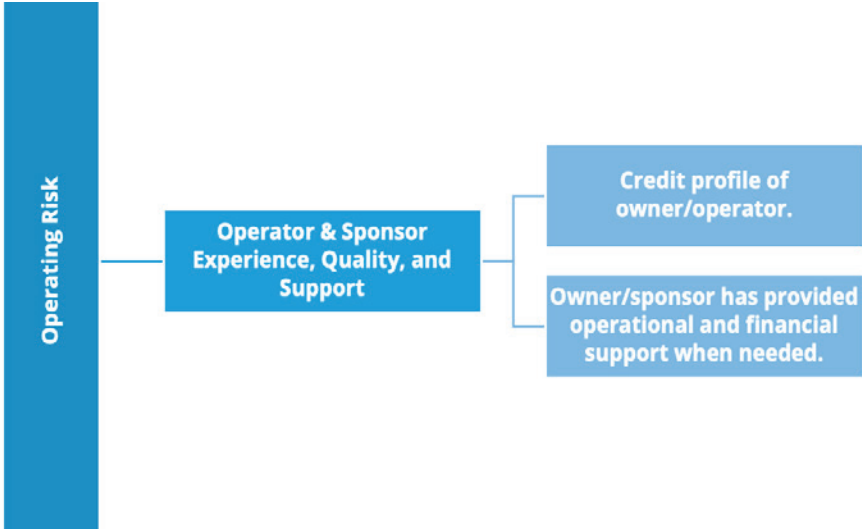 Operating Risk
Operator & Sponsor
Experience, Quality, and
Support
Credit profile of
owner/operator.
Owner/sponsor has provided
operational and financial
support when needed.